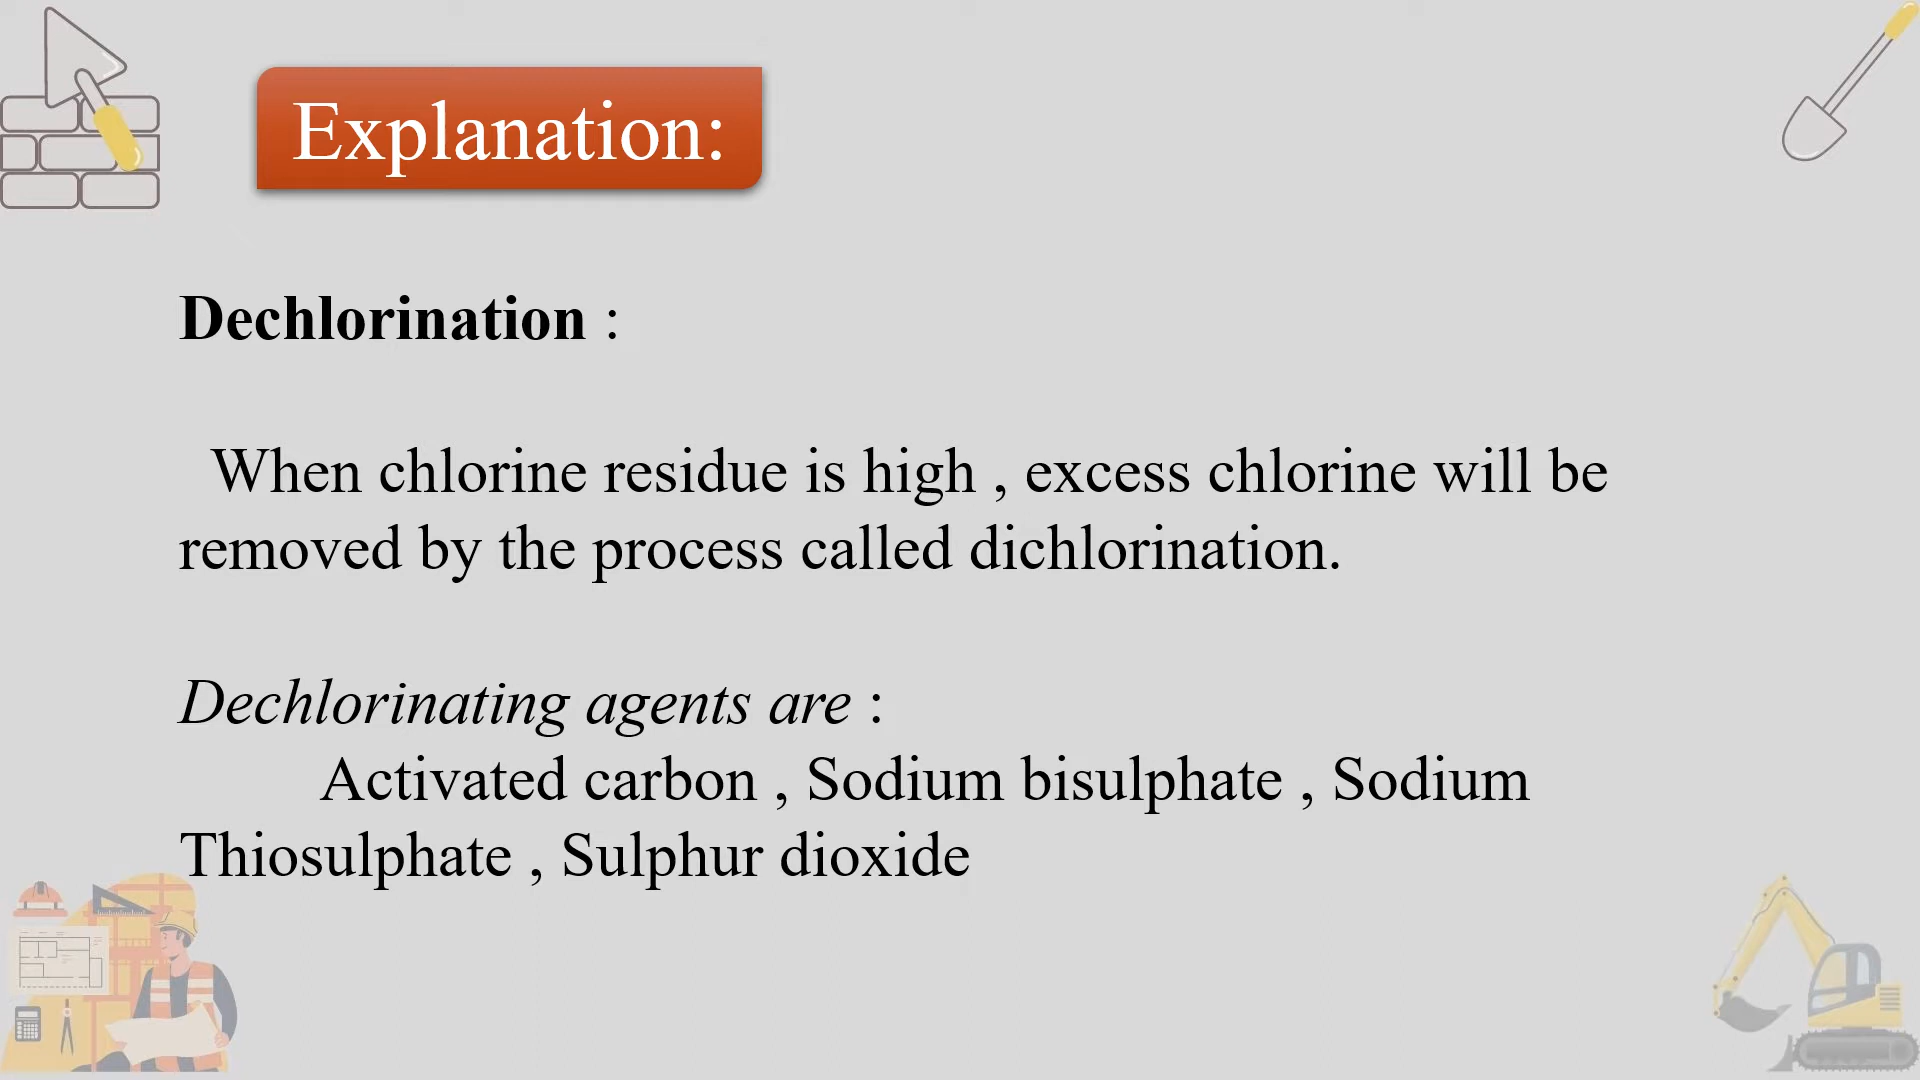 Explanation:
Dechlorination :
When chlorine residue is high , excess chlorine will be
removed by the process called dichlorination.
Dechlorinating agents are :
Activated carbon , Sodium bisulphate , Sodium
Thiosulphate , Sulphur dioxide